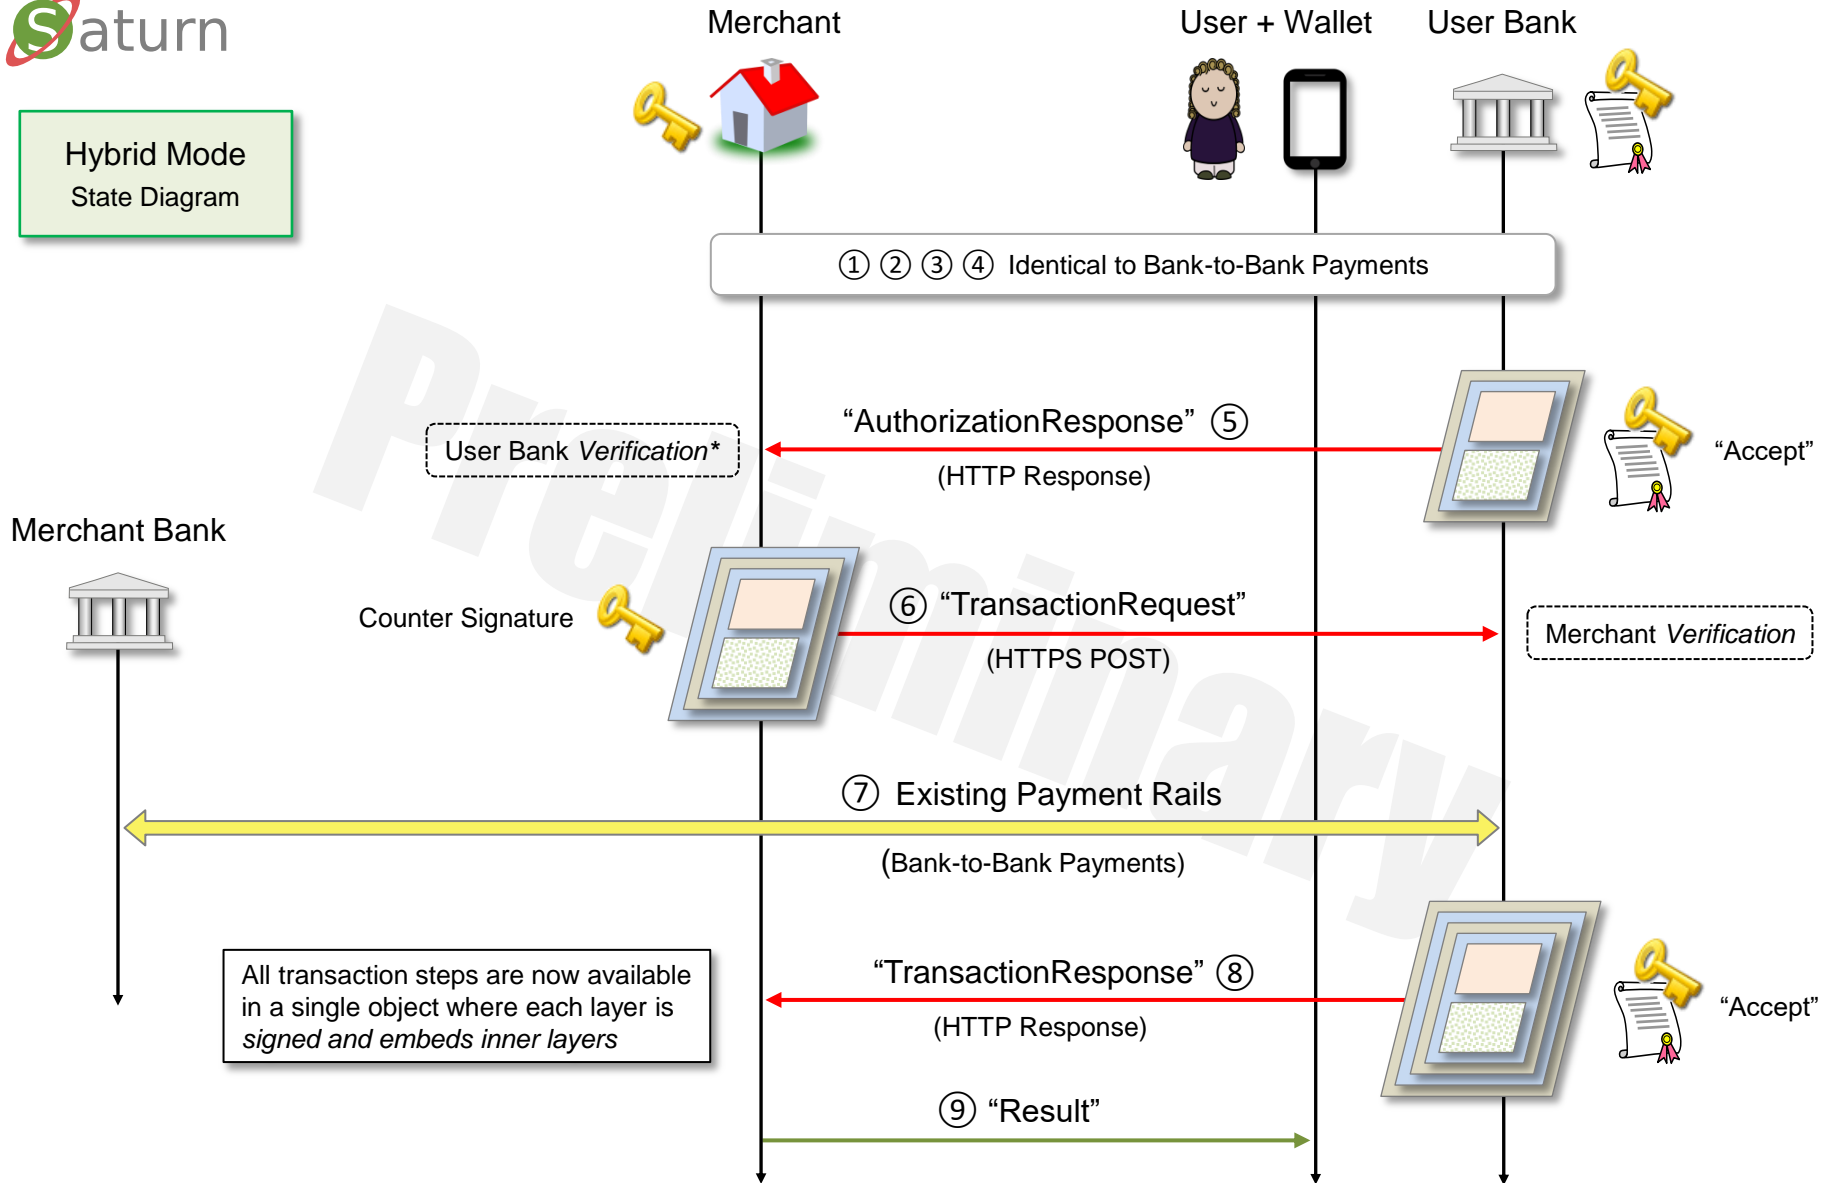 Saturn
Merchant
User + Wallet
User Bank
Hybrid Mode
State Diagram
① ② ③ ④ Identical to Bank-to-Bank Payments
“AuthorizationResponse” ⑤
(HTTP Response)
User Bank Verification*
“Accept”
Merchant Bank
Counter Signature
⑥ “TransactionRequest”
(HTTPS POST)
Merchant Verification
⑦ Existing Payment Rails
(Bank-to-Bank Payments)
All transaction steps are now available
in a single object where each layer is
signed and embeds inner layers
“TransactionResponse” ⑧
(HTTP Response)
“Accept”
⑨ “Result”
Preliminary